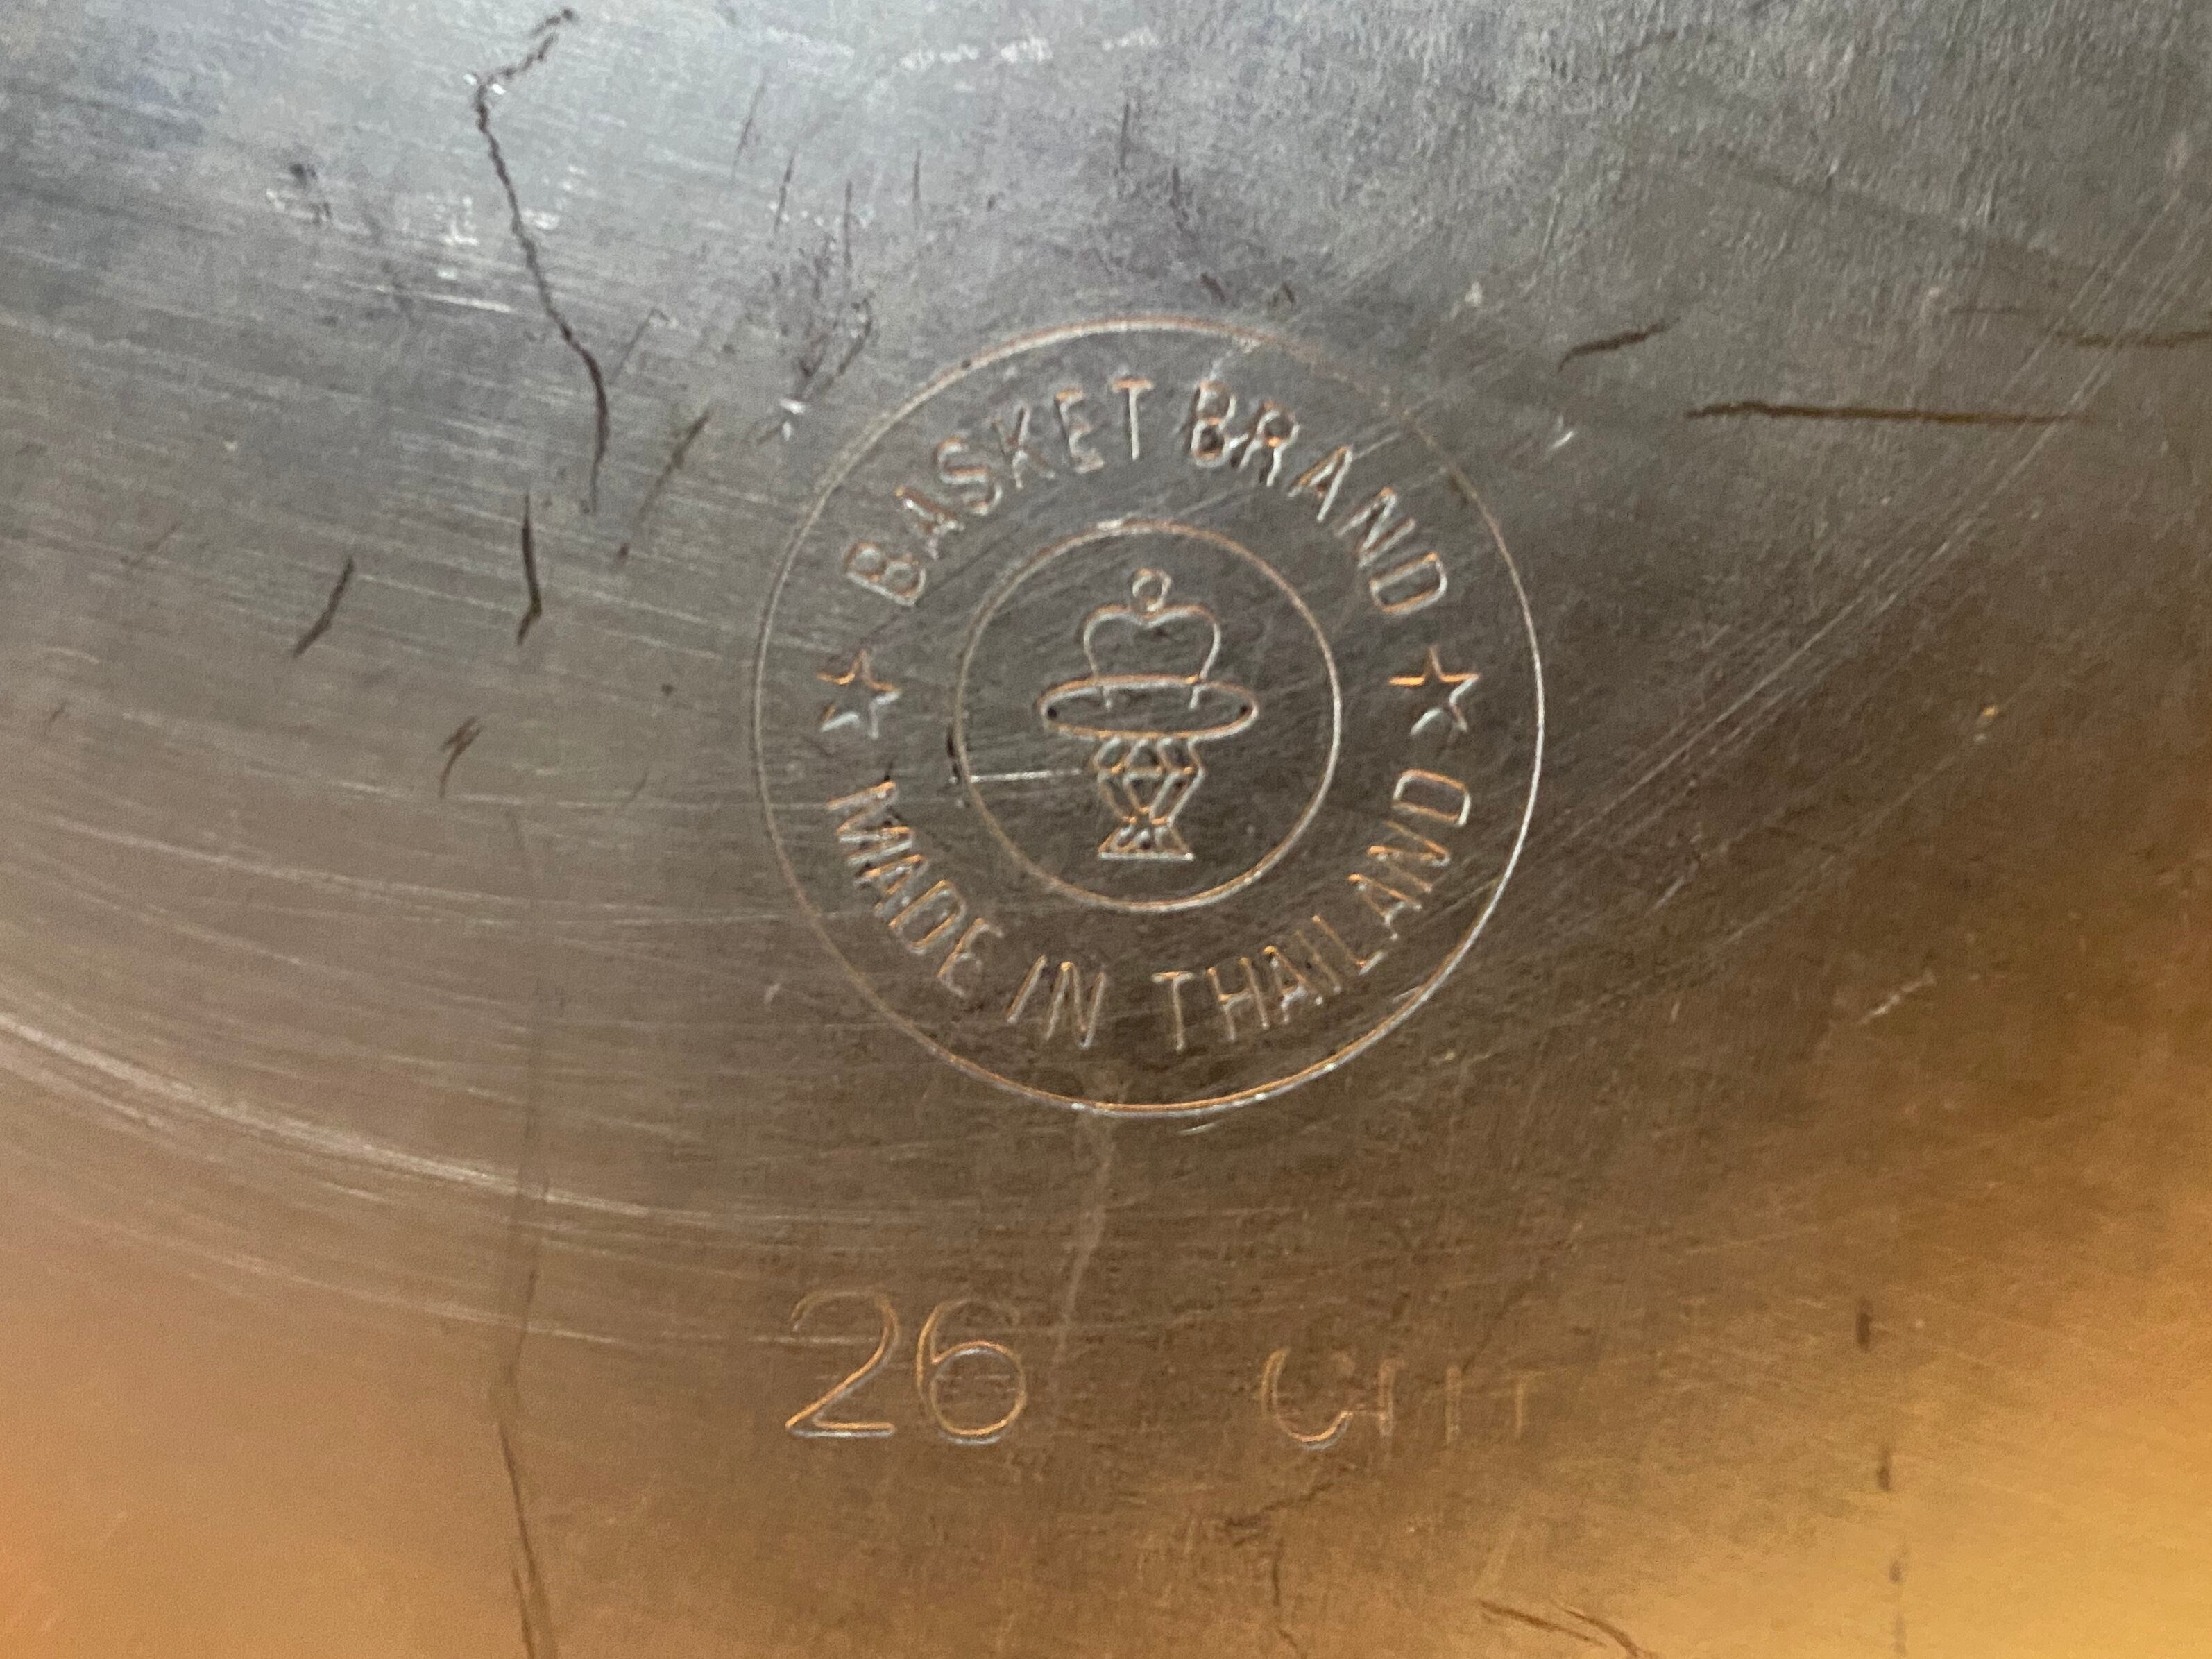 BASKET BRAND
MADE IN THAILAND
26